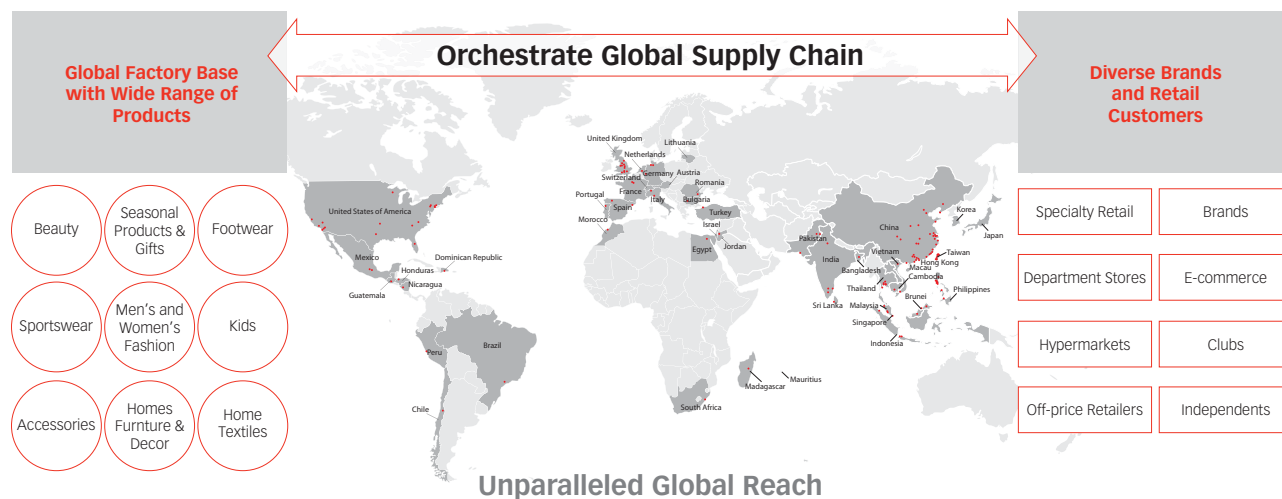 Orchestrate Global Supply Chain
Global Factory Base
with Wide Range of
Products
Diverse Brands
and Retail
Customers
Beauty
Seasonal
Products &
Gifts
Footwear
Sportswear
Men's and
Women's
Fashion
Kids
Accessories
Homes
Furnture &
Decor
Home
Textiles
United States of America
Mexico
Honduras
Dominican Republic
Guatemala
Nicaragua
Peru
Brazil
Chile
United Kingdom
Lithuania
Netherlands
Switzerland
Germany
Austria
France
Romania
Portugal
Spain
Italy
Bulgaria
Morocco
Turkey
Israel
Egypt
Jordan
South Africa
Madagascar
Mauritius
Pakistan
India
China
Korea
Japan
Vietnam
Taiwan
Hong Kong
Macau
Bangladesh
Cambodia
Thailand
Philippines
Sri Lanka
Malaysia
Brunei
Singapore
Indonesia
Specialty Retail
Brands
Department Stores
E-commerce
Hypermarkets
Clubs
Off-price Retailers
Independents
Unparalleled Global Reach